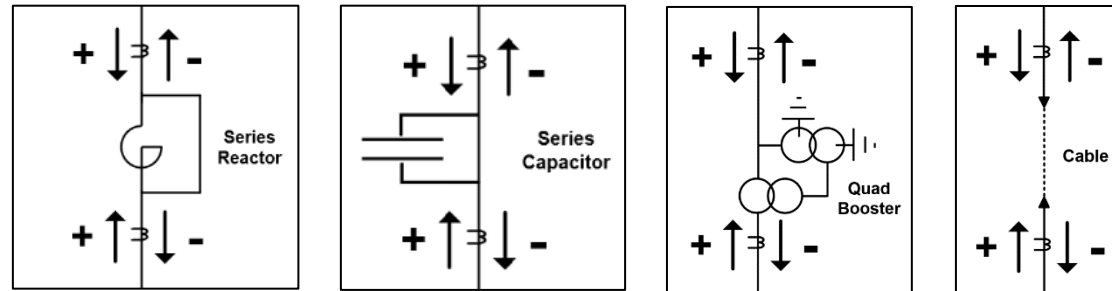 + -
Series
Reactor
+ -
+ -
Series
Capacitor
+ -
+ -
Quad
Booster
+ -
+ -
Cable
+ -